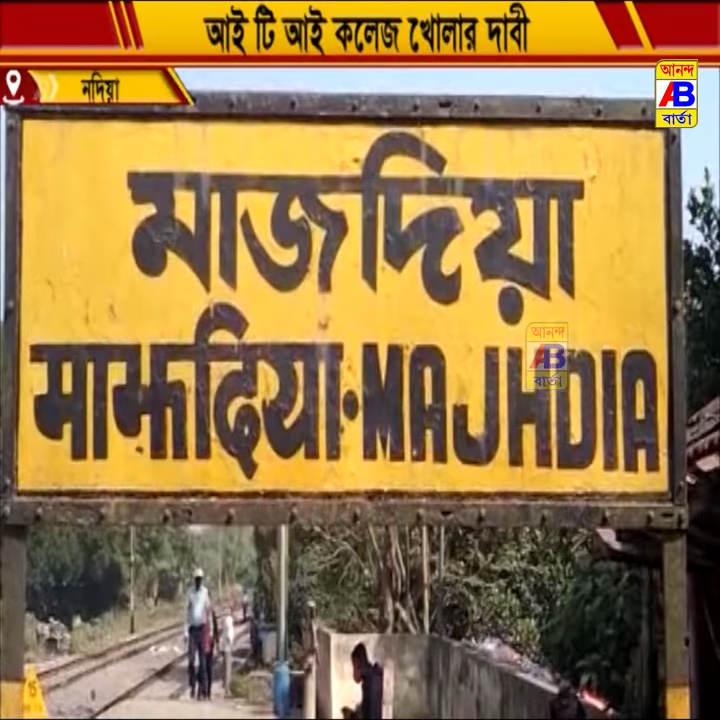 আই টি আই কলেজ খোলার দাবী
নদিয়া
আনন্দ
AB
বার্তা
মাজদিয়া
माझदिया·MAJHDIA
আনন্দ
AB
বার্তা